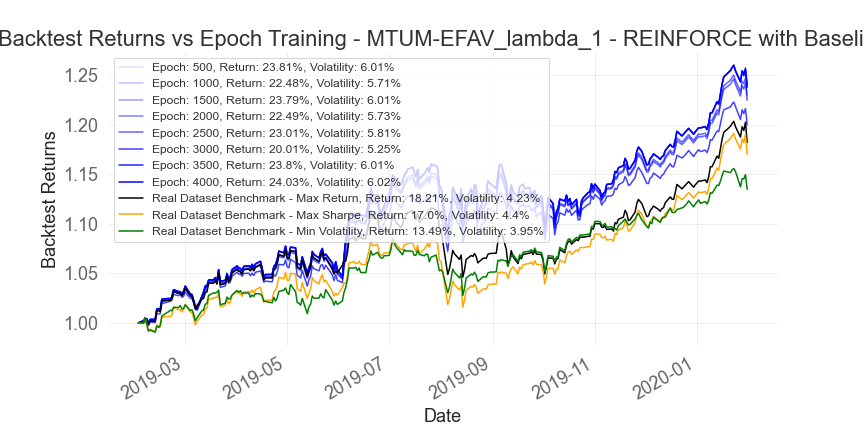 Backtest Returns vs Epoch Training - MTUM-EFAV_lambda_1 - REINFORCE with Baseli
Epoch: 500, Return: 23.81%, Volatility: 6.01%
Epoch: 1000, Return: 22.48%, Volatility: 5.71%
Epoch: 1500, Return: 23.79%, Volatility: 6.01%
Epoch: 2000, Return: 22.49%, Volatility: 5.73%
Epoch: 2500, Return: 23.01%, Volatility: 5.81%
Epoch: 3000, Return: 20.01%, Volatility: 5.25%
Epoch: 3500, Return: 23.8%, Volatility: 6.01%
Epoch: 4000, Return: 24.03%, Volatility: 6.02%
Real Dataset Benchmark - Max Return, Return: 18.21%, Volatility: 4.23%
Real Dataset Benchmark - Max Sharpe, Return: 17.0%, Volatility: 4.4%
Real Dataset Benchmark - Min Volatility, Return: 13.49%, Volatility: 3.95%
Backtest Returns
1.25
1.20
1.15
1.10
1.05
1.00
2019-03
2019-05
2019-07
2019-09
2019-11
2020-01
Date